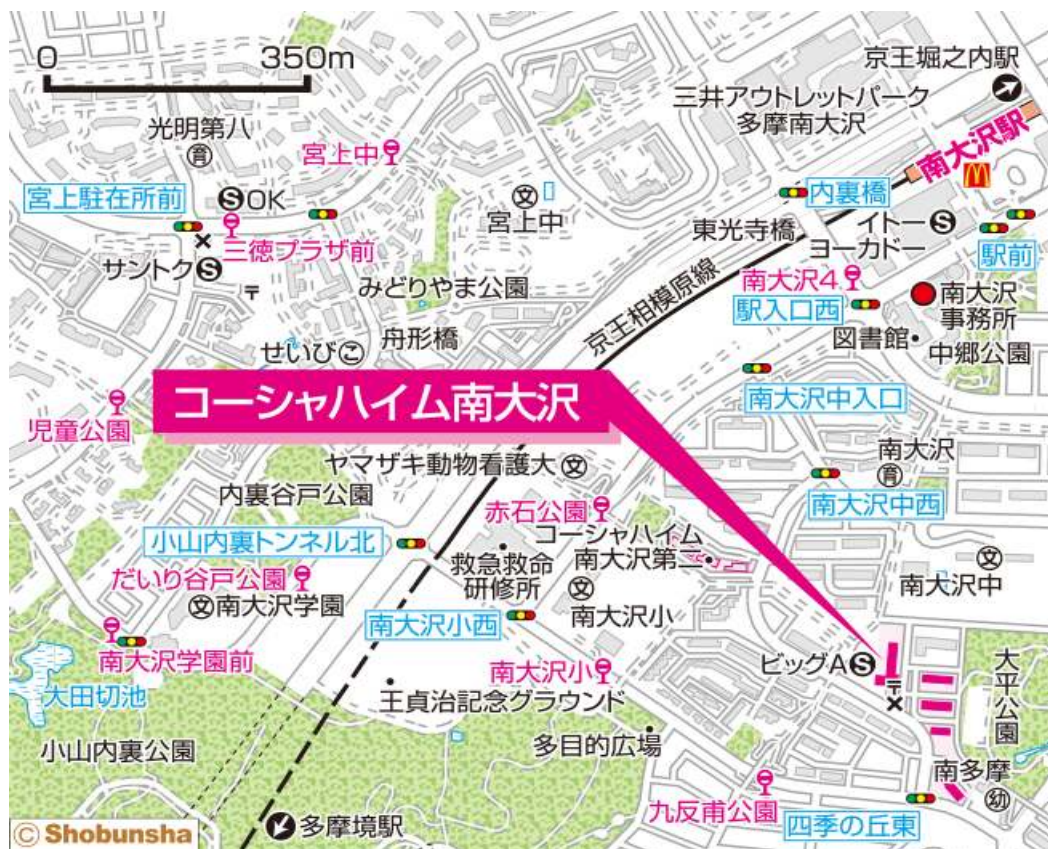 0 350m
京王堀之内駅
三井アウトレットパーク
多摩南大沢
南大沢駅
光明第八
育
宮上中
宮上駐在所前
S OK
文
宮上中
内裏橋
三徳プラザ前
東光寺橋
イトー S
ヨーカドー
駅前
サントク S
〒
みどりやま公園
京王相模原線
南大沢4
駅入口西
南大沢
事務所
図書館
中郷公園
せいび こ
舟形橋
コーシャハイム南大沢
南大沢中入口
児童公園
ヤマザキ動物看護大 文
南大沢
育
内裏谷戸公園
南大沢中西
赤石公園
小山内裏トンネル北
コーシャハイム
南大沢第二
救急救命
研修所
文
南大沢中
だいり谷戸公園
文 南大沢学園
文
南大沢小
南大沢小西
南大沢学園前
南大沢小
ビッグA S
〒
大平公園
大田切池
王貞治記念グラウンド
小山内裏公園
多目的広場
南多摩
幼
九反甫公園
四季の丘東
多摩境駅
© Shobunsha